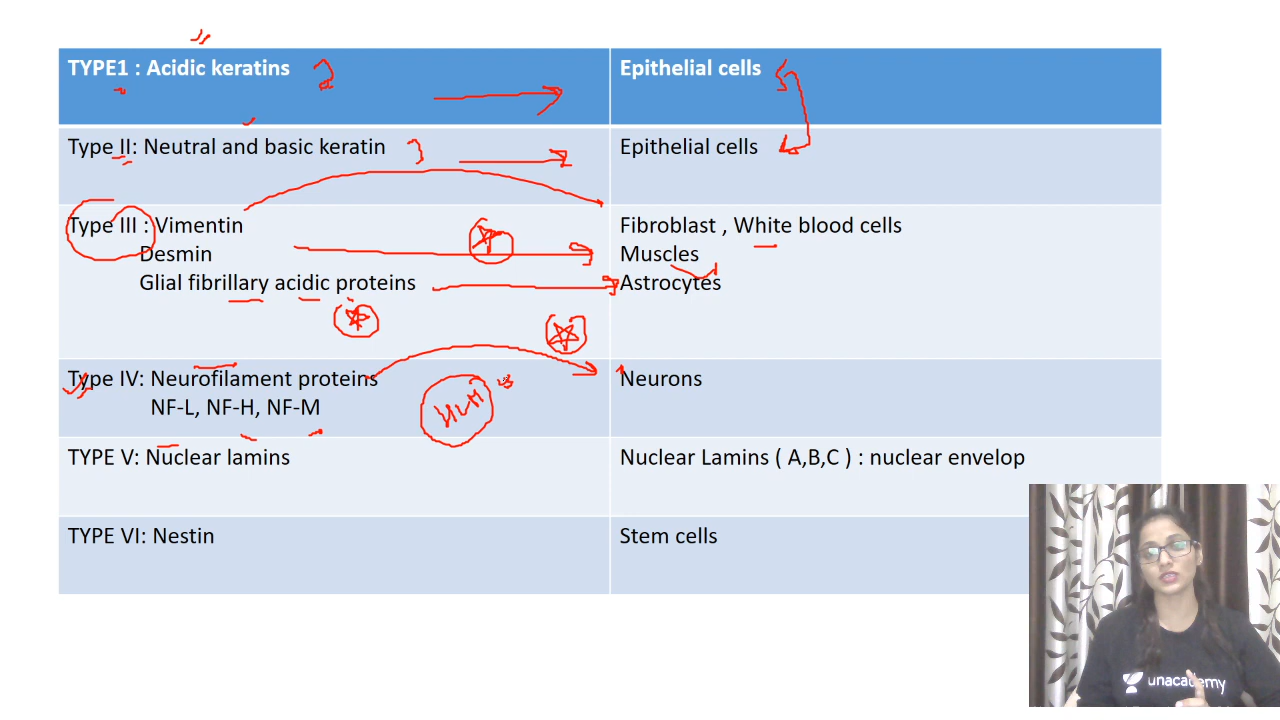 TYPE1 : Acidic keratins
Epithelial cells
Type II: Neutral and basic keratin
Epithelial cells
Type III : Vimentin
Desmin
Glial fibrillary acidic proteins
Fibroblast , White blood cells
Muscles
Astrocytes
Type IV: Neurofilament proteins
NF-L, NF-H, NF-M
Neurons
TYPE V: Nuclear lamins
Nuclear Lamins ( A,B,C ) : nuclear envelop
TYPE VI: Nestin
Stem cells
unacademy